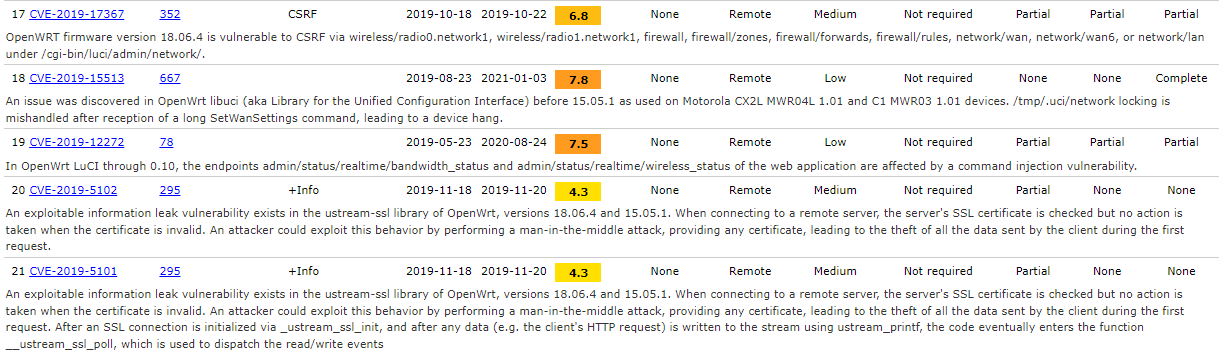 17 CVE-2019-17367 352 CSRF 2019-10-18 2019-10-22 6.8 None Remote Medium Not required Partial Partial Partial
OpenWRT firmware version 18.06.4 is vulnerable to CSRF via wireless/radio0.network1, wireless/radio1.network1, firewall, firewall/zones, firewall/forwards, firewall/rules, network/wan, network/wan6, or network/lan
under /cgi-bin/luci/admin/network/.
18 CVE-2019-15513 667 2019-08-23 2021-01-03 7.8 None Remote Low Not required None None Complete
An issue was discovered in OpenWrt libuci (aka Library for the Unified Configuration Interface) before 15.05.1 as used on Motorola CX2L MWR04L 1.01 and C1 MWR03 1.01 devices. /tmp/.uci/network locking is
mishandled after reception of a long SetWanSettings command, leading to a device hang.
19 CVE-2019-12272 78 2019-05-23 2020-08-24 7.5 None Remote Low Not required Partial Partial Partial
In OpenWrt LuCI through 0.10, the endpoints admin/status/realtime/bandwidth_status and admin/status/realtime/wireless_status of the web application are affected by a command injection vulnerability.
20 CVE-2019-5102 295 +Info 2019-11-18 2019-11-20 4.3 None Remote Medium Not required Partial None None
An exploitable information leak vulnerability exists in the ustream-ssl library of OpenWrt, versions 18.06.4 and 15.05.1. When connecting to a remote server, the server's SSL certificate is checked but no action is
taken when the certificate is invalid. An attacker could exploit this behavior by performing a man-in-the-middle attack, providing any certificate, leading to the theft of all the data sent by the client during the first
request.
21 CVE-2019-5101 295 +Info 2019-11-18 2019-11-20 4.3 None Remote Medium Not required Partial None None
An exploitable information leak vulnerability exists in the ustream-ssl library of OpenWrt, versions 18.06.4 and 15.05.1. When connecting to a remote server, the server's SSL certificate is checked but no action is
taken when the certificate is invalid. An attacker could exploit this behavior by performing a man-in-the-middle attack, providing any certificate, leading to the theft of all the data sent by the client during the first
request. After an SSL connection is initialized via _ustream_ssl_init, and after any data (e.g. the client's HTTP request) is written to the stream using ustream_printf, the code eventually enters the function
__ustream_ssl_poll, which is used to dispatch the read/write events